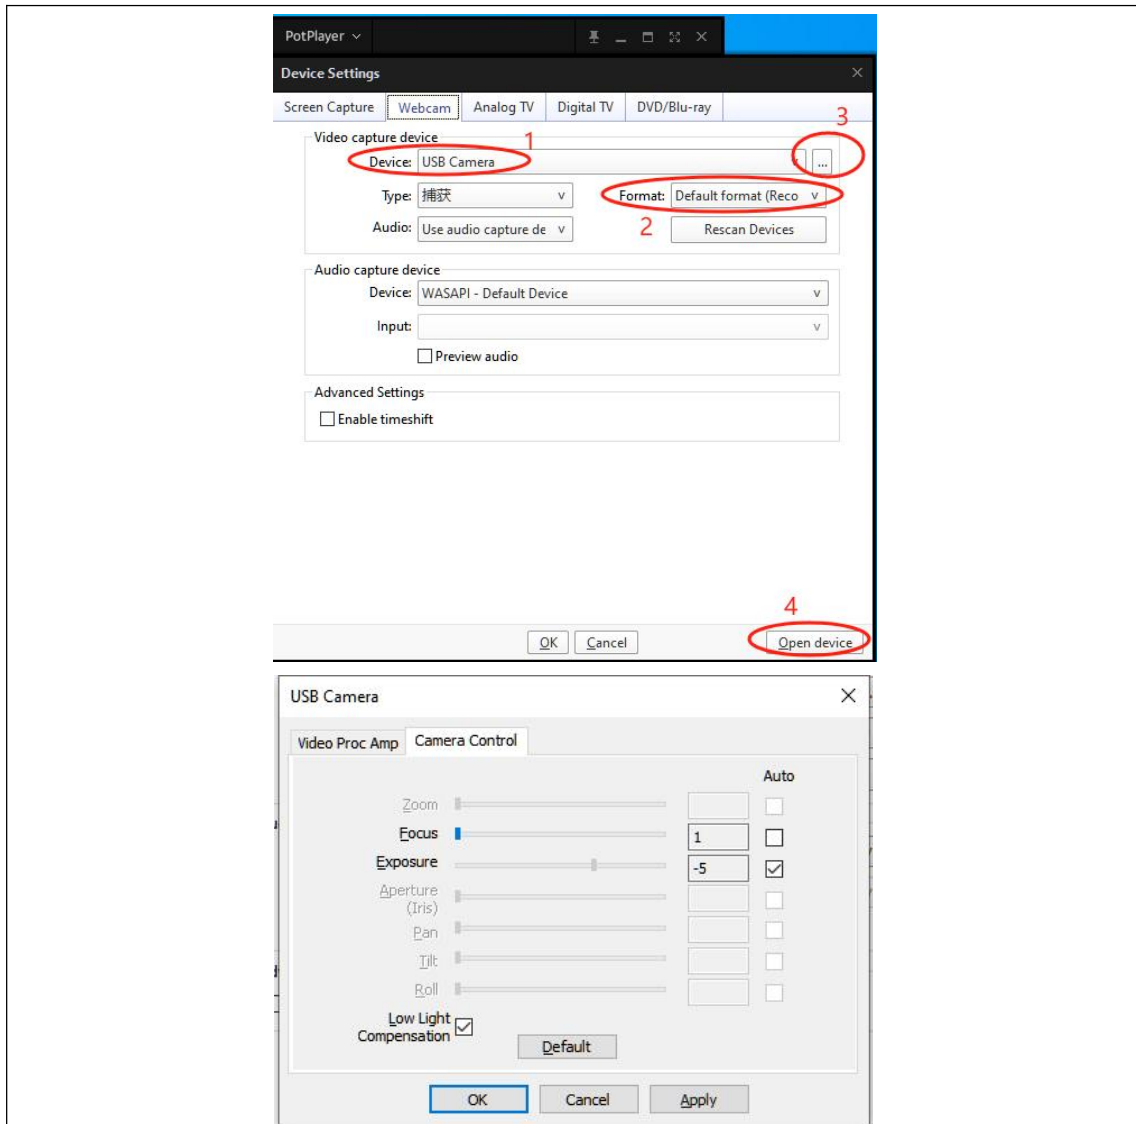 PotPlayer
Device Settings
Screen Capture Webcam Analog TV Digital TV DVD/Blu-ray
3
Video capture device
1
Device: USB Camera ...
Type: 捕获 Format: Default format (Reco
Audio: Use audio capture de 2 Rescan Devices
Audio capture device
Device: WASAPI - Default Device
Input:
Preview audio
Advanced Settings
Enable timeshift
4
OK Cancel Open device
USB Camera
Video Proc Amp Camera Control
Auto
Zoom
Focus 1
Exposure -5
Aperture
(Iris)
Pan
Tilt
Roll
Low Light
Compensation
Default
OK Cancel Apply